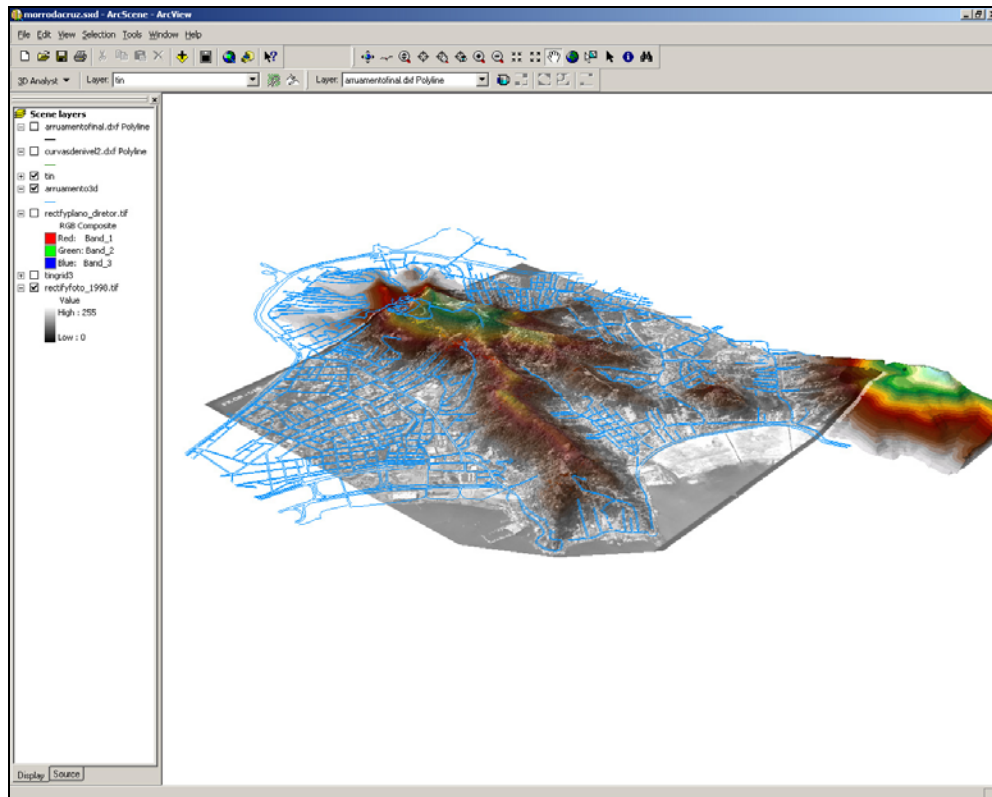 morrodacruz.sxd - ArcScene - ArcView
File Edit View Selection Tools Window Help
3D Analyst Layer: tin Layer: arruamentofinal.dxf Polyline
Scene layers
arruamentofinal.dxf Polyline
curvasdenivel2.dxf Polyline
tin
arruamento3d
rectfyplano_diretor.tif
RGB Composite
Red: Band_1
Green: Band_2
Blue: Band_3
tingrid3
rectifyfoto_1998.tif
Value
High : 255
Low : 0
Display Source